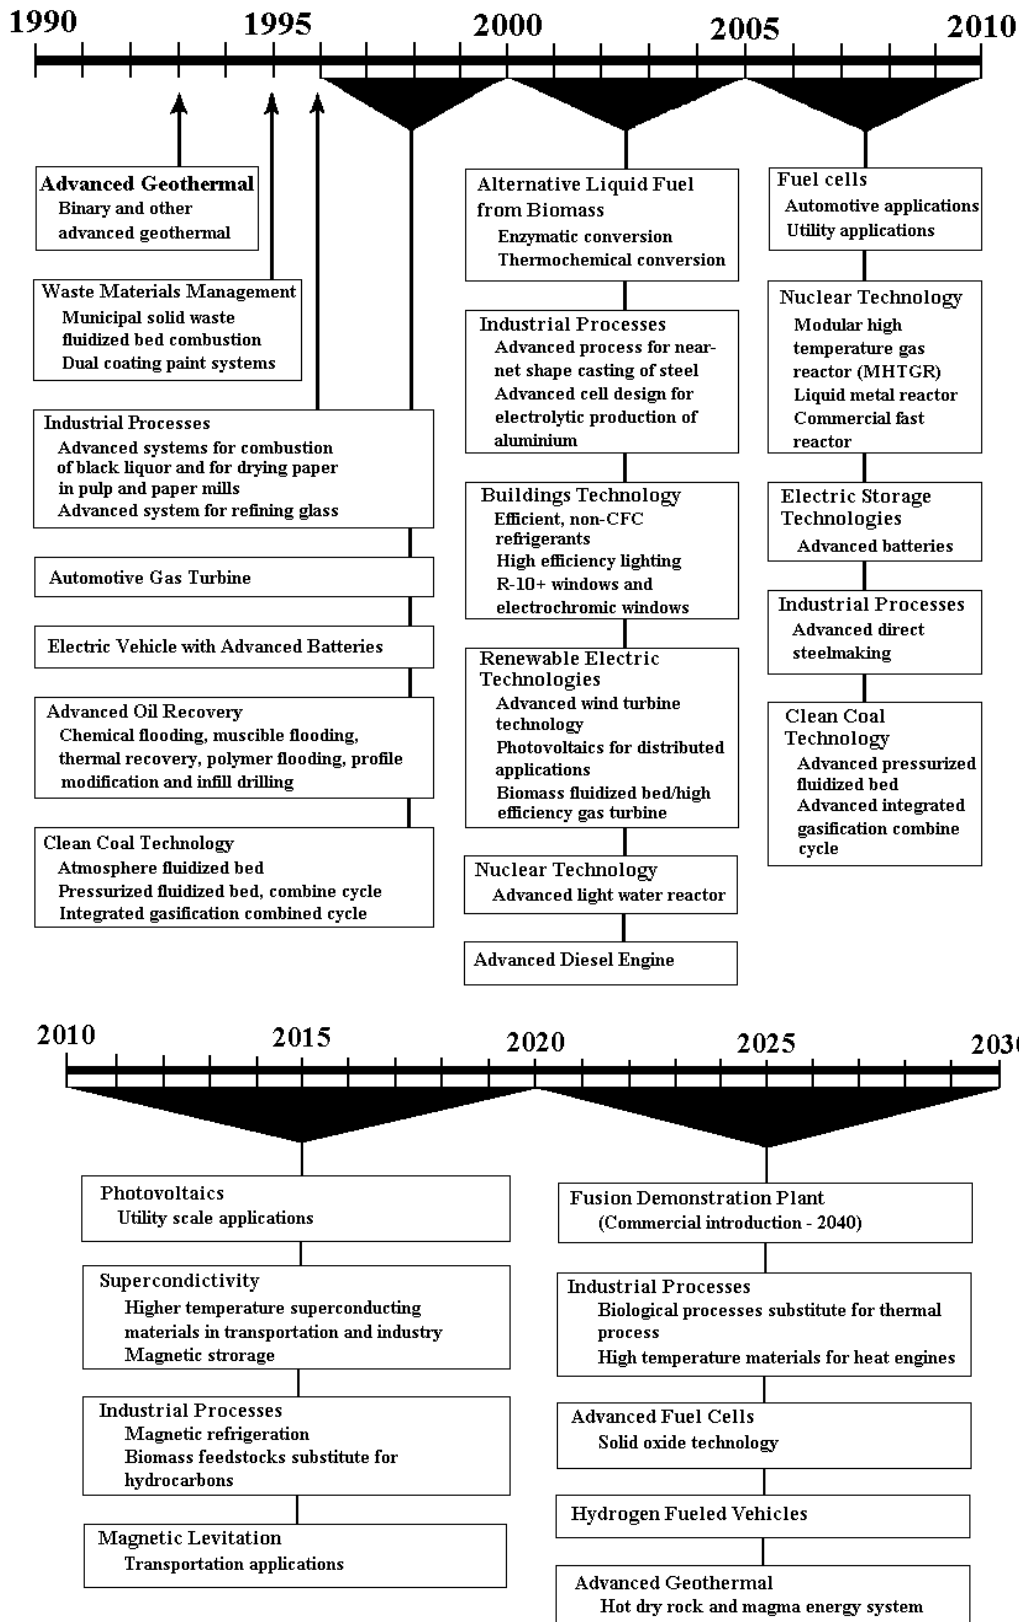 1990 1995 2000 2005 2010
Advanced Geothermal
Binary and other
advanced geothermal
Waste Materials Management
Municipal solid waste
fluidized bed combustion
Dual coating paint systems
Industrial Processes
Advanced systems for combustion
of black liquor and for drying paper
in pulp and paper mills
Advanced system for refining glass
Automotive Gas Turbine
Electric Vehicle with Advanced Batteries
Advanced Oil Recovery
Chemical flooding, muscible flooding,
thermal recovery, polymer flooding, profile
modification and infill drilling
Clean Coal Technology
Atmosphere fluidized bed
Pressurized fluidized bed, combine cycle
Integrated gasification combined cycle
Alternative Liquid Fuel
from Biomass
Enzymatic conversion
Thermochemical conversion
Industrial Processes
Advanced process for near-
net shape casting of steel
Advanced cell design for
electrolytic production of
aluminium
Buildings Technology
Efficient, non-CFC
refrigerants
High efficiency lighting
R-10+ windows and
electrochromic windows
Renewable Electric
Technologies
Advanced wind turbine
technology
Photovoltaics for distributed
applications
Biomass fluidized bed/high
efficiency gas turbine
Nuclear Technology
Advanced light water reactor
Advanced Diesel Engine
Fuel cells
Automotive applications
Utility applications
Nuclear Technology
Modular high
temperature gas
reactor (MHTGR)
Liquid metal reactor
Commercial fast
reactor
Electric Storage
Technologies
Advanced batteries
Industrial Processes
Advanced direct
steelmaking
Clean Coal
Technology
Advanced pressurized
fluidized bed
Advanced integrated
gasification combine
cycle
2010 2015 2020 2025 2030
Photovoltaics
Utility scale applications
Supercondictivity
Higher temperature superconducting
materials in transportation and industry
Magnetic strorage
Industrial Processes
Magnetic refrigeration
Biomass feedstocks substitute for
hydrocarbons
Magnetic Levitation
Transportation applications
Fusion Demonstration Plant
(Commercial introduction - 2040)
Industrial Processes
Biological processes substitute for thermal
process
High temperature materials for heat engines
Advanced Fuel Cells
Solid oxide technology
Hydrogen Fueled Vehicles
Advanced Geothermal
Hot dry rock and magma energy system